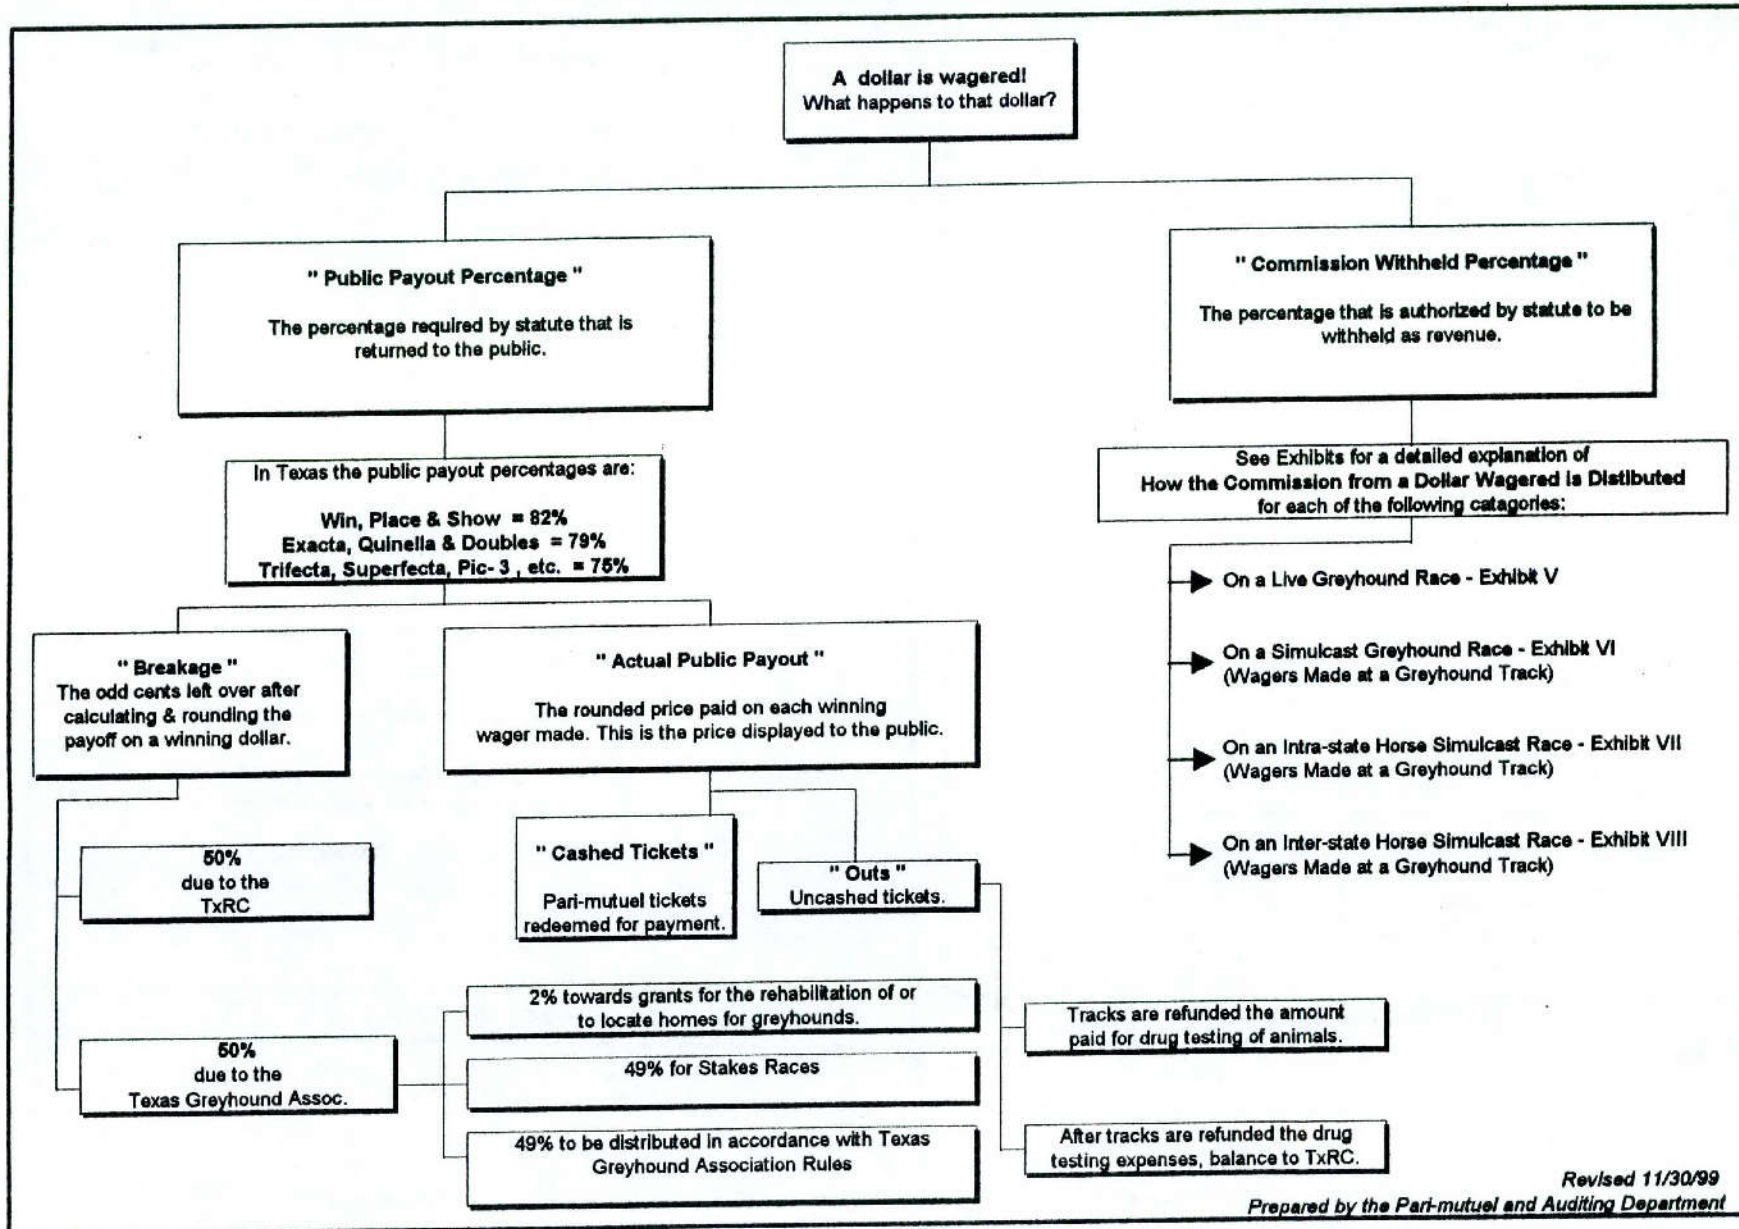 A dollar is wagered!
What happens to that dollar?
" Public Payout Percentage "
The percentage required by statute that is
returned to the public.
" Commission Withheld Percentage "
The percentage that is authorized by statute to be
withheld as revenue.
In Texas the public payout percentages are:
Win, Place & Show = 82%
Exacta, Quinella & Doubles = 79%
Trifecta, Superfecta, Pic- 3 , etc. = 75%
See Exhibits for a detailed explanation of
How the Commission from a Dollar Wagered is Distibuted
for each of the following catagories:
On a Live Greyhound Race - Exhibit V
On a Simulcast Greyhound Race - Exhibit VI
(Wagers Made at a Greyhound Track)
On an Intra-state Horse Simulcast Race - Exhibit VII
(Wagers Made at a Greyhound Track)
On an Inter-state Horse Simulcast Race - Exhibit VIII
(Wagers Made at a Greyhound Track)
" Breakage "
The odd cents left over after
calculating & rounding the
payoff on a winning dollar.
" Actual Public Payout "
The rounded price paid on each winning
wager made. This is the price displayed to the public.
50%
due to the
TxRC
" Cashed Tickets "
Pari-mutuel tickets
redeemed for payment.
" Outs "
Uncashed tickets.
50%
due to the
Texas Greyhound Assoc.
2% towards grants for the rehabilitation of or
to locate homes for greyhounds.
49% for Stakes Races
49% to be distributed in accordance with Texas
Greyhound Association Rules
Tracks are refunded the amount
paid for drug testing of animals.
After tracks are refunded the drug
testing expenses, balance to TxRC.
Revised 11/30/99
Prepared by the Pari-mutuel and Auditing Department